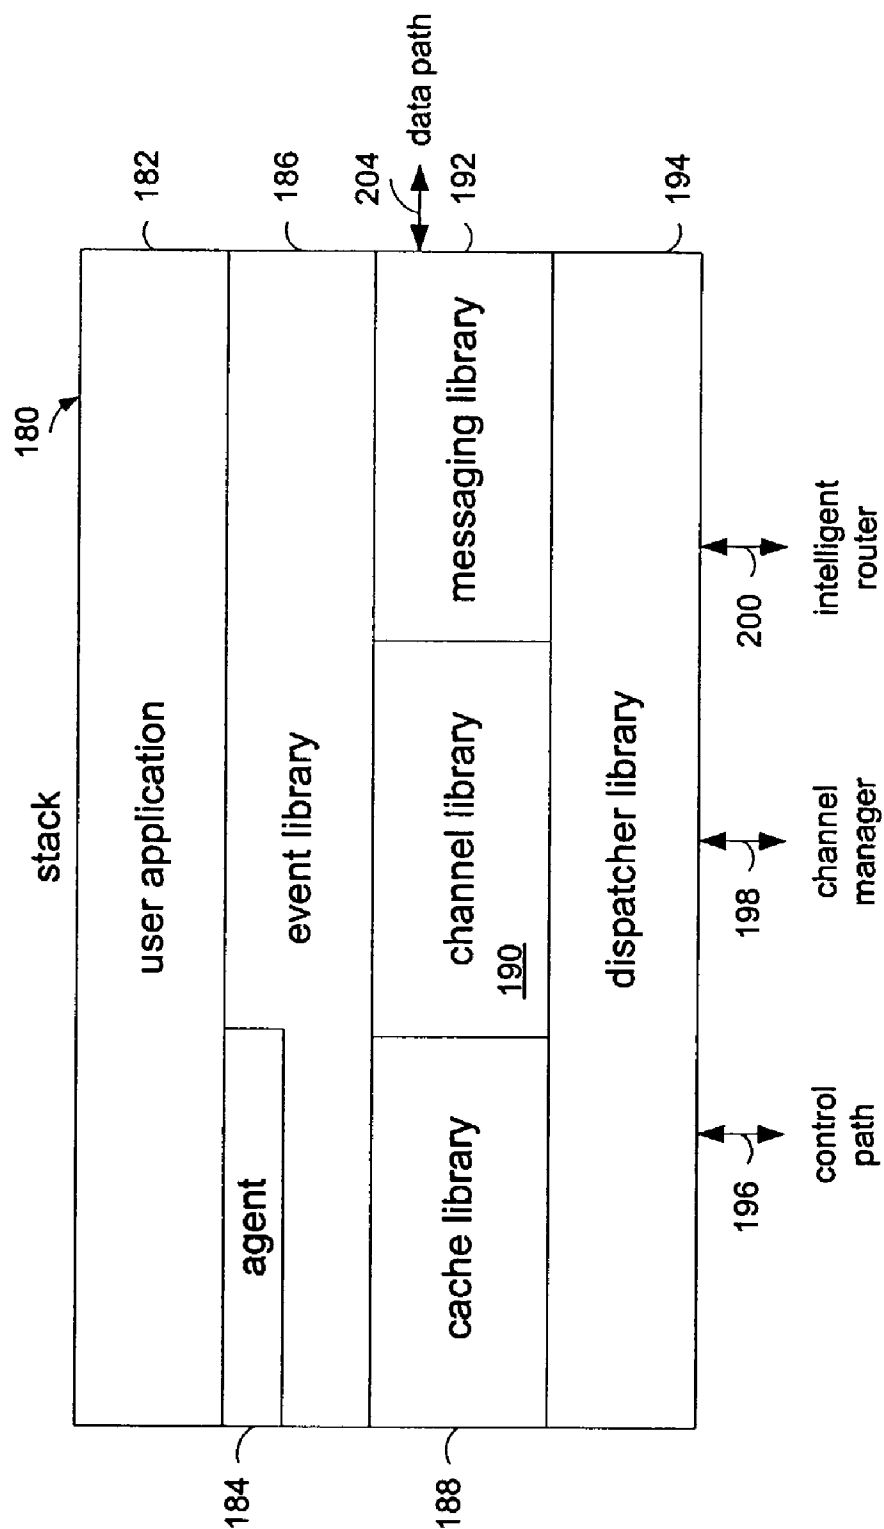 stack
180
user application
182
184
agent
event library
186
204
data path
188
cache library
channel library
190
messaging library
192
dispatcher library
194
196
198
200
control
path
channel
manager
intelligent
router